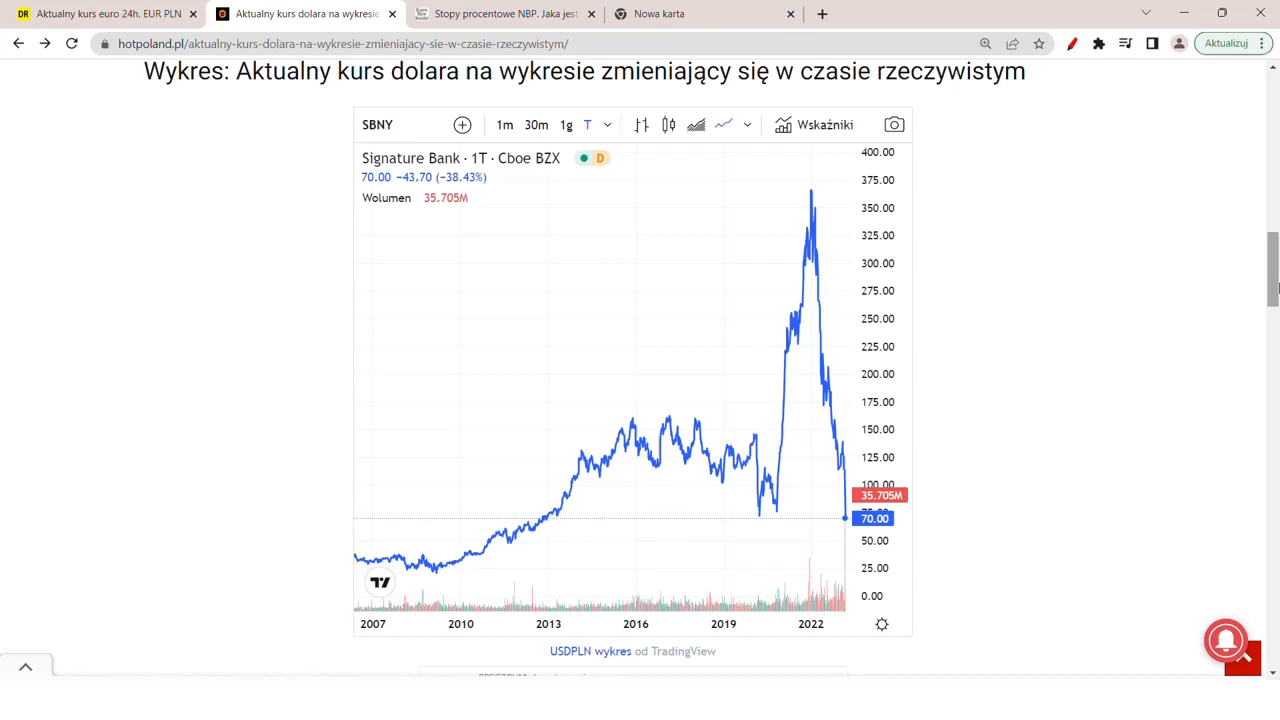 Aktualny kurs euro 24h. EUR PLN
Aktualny kurs dolara na wykresie
Stopy procentowe NBP. Jaka jest
Nowa karta
hotpoland.pl/aktualny-kurs-dolara-na-wykresie-zmieniajacy-sie-w-czasie-rzeczywistym/
Aktualizuj
Wykres: Aktualny kurs dolara na wykresie zmieniający się w czasie rzeczywistym
SBNY 1m 30m 1g T Wskaźniki
Signature Bank · 1T · Cboe BZX D
70.00 −43.70 (−38.43%)
Wolumen 35.705M
400.00
375.00
350.00
325.00
300.00
275.00
250.00
225.00
200.00
175.00
150.00
125.00
100.00
35.705M
70.00
50.00
25.00
0.00
2007 2010 2013 2016 2019 2022
USDPLN wykres od TradingView